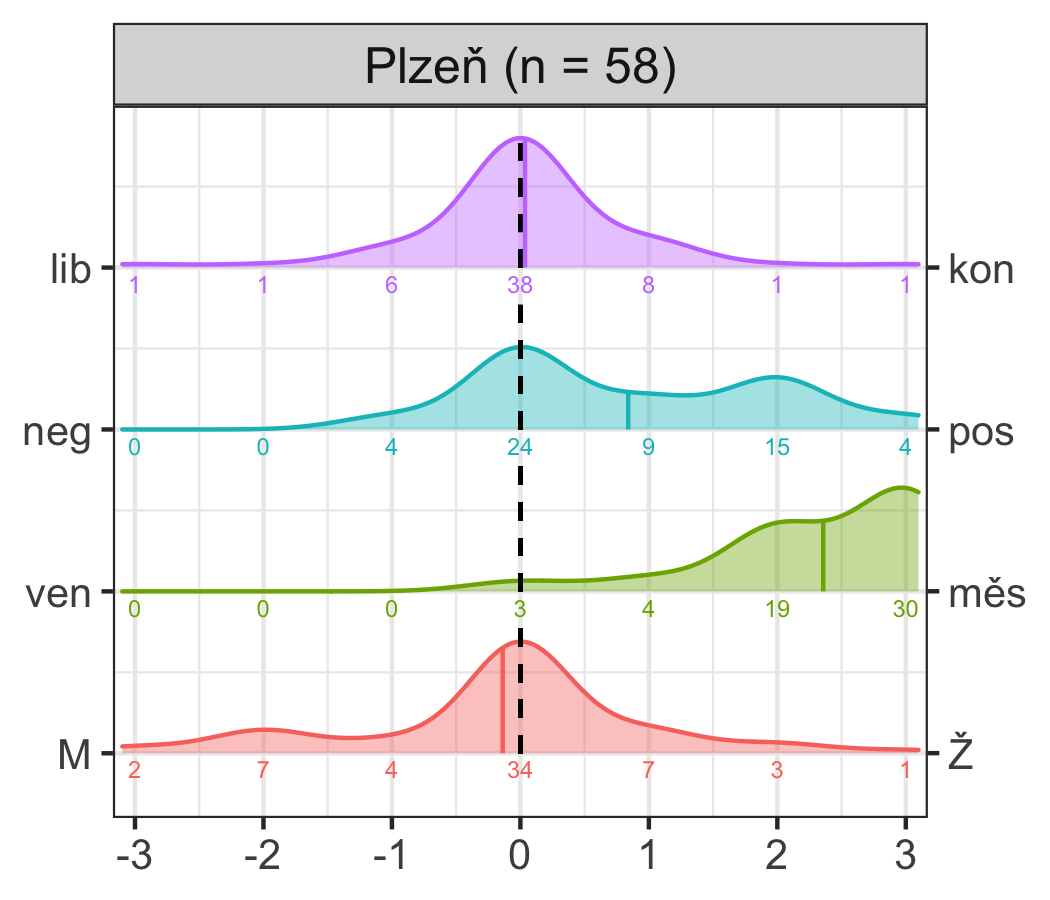 Plzeň (n = 58)
lib kon
1 1 6 38 8 1 1
neg pos
0 0 4 24 9 15 4
ven měs
0 0 0 3 4 19 30
M Ž
2 7 4 34 7 3 1
-3 -2 -1 0 1 2 3